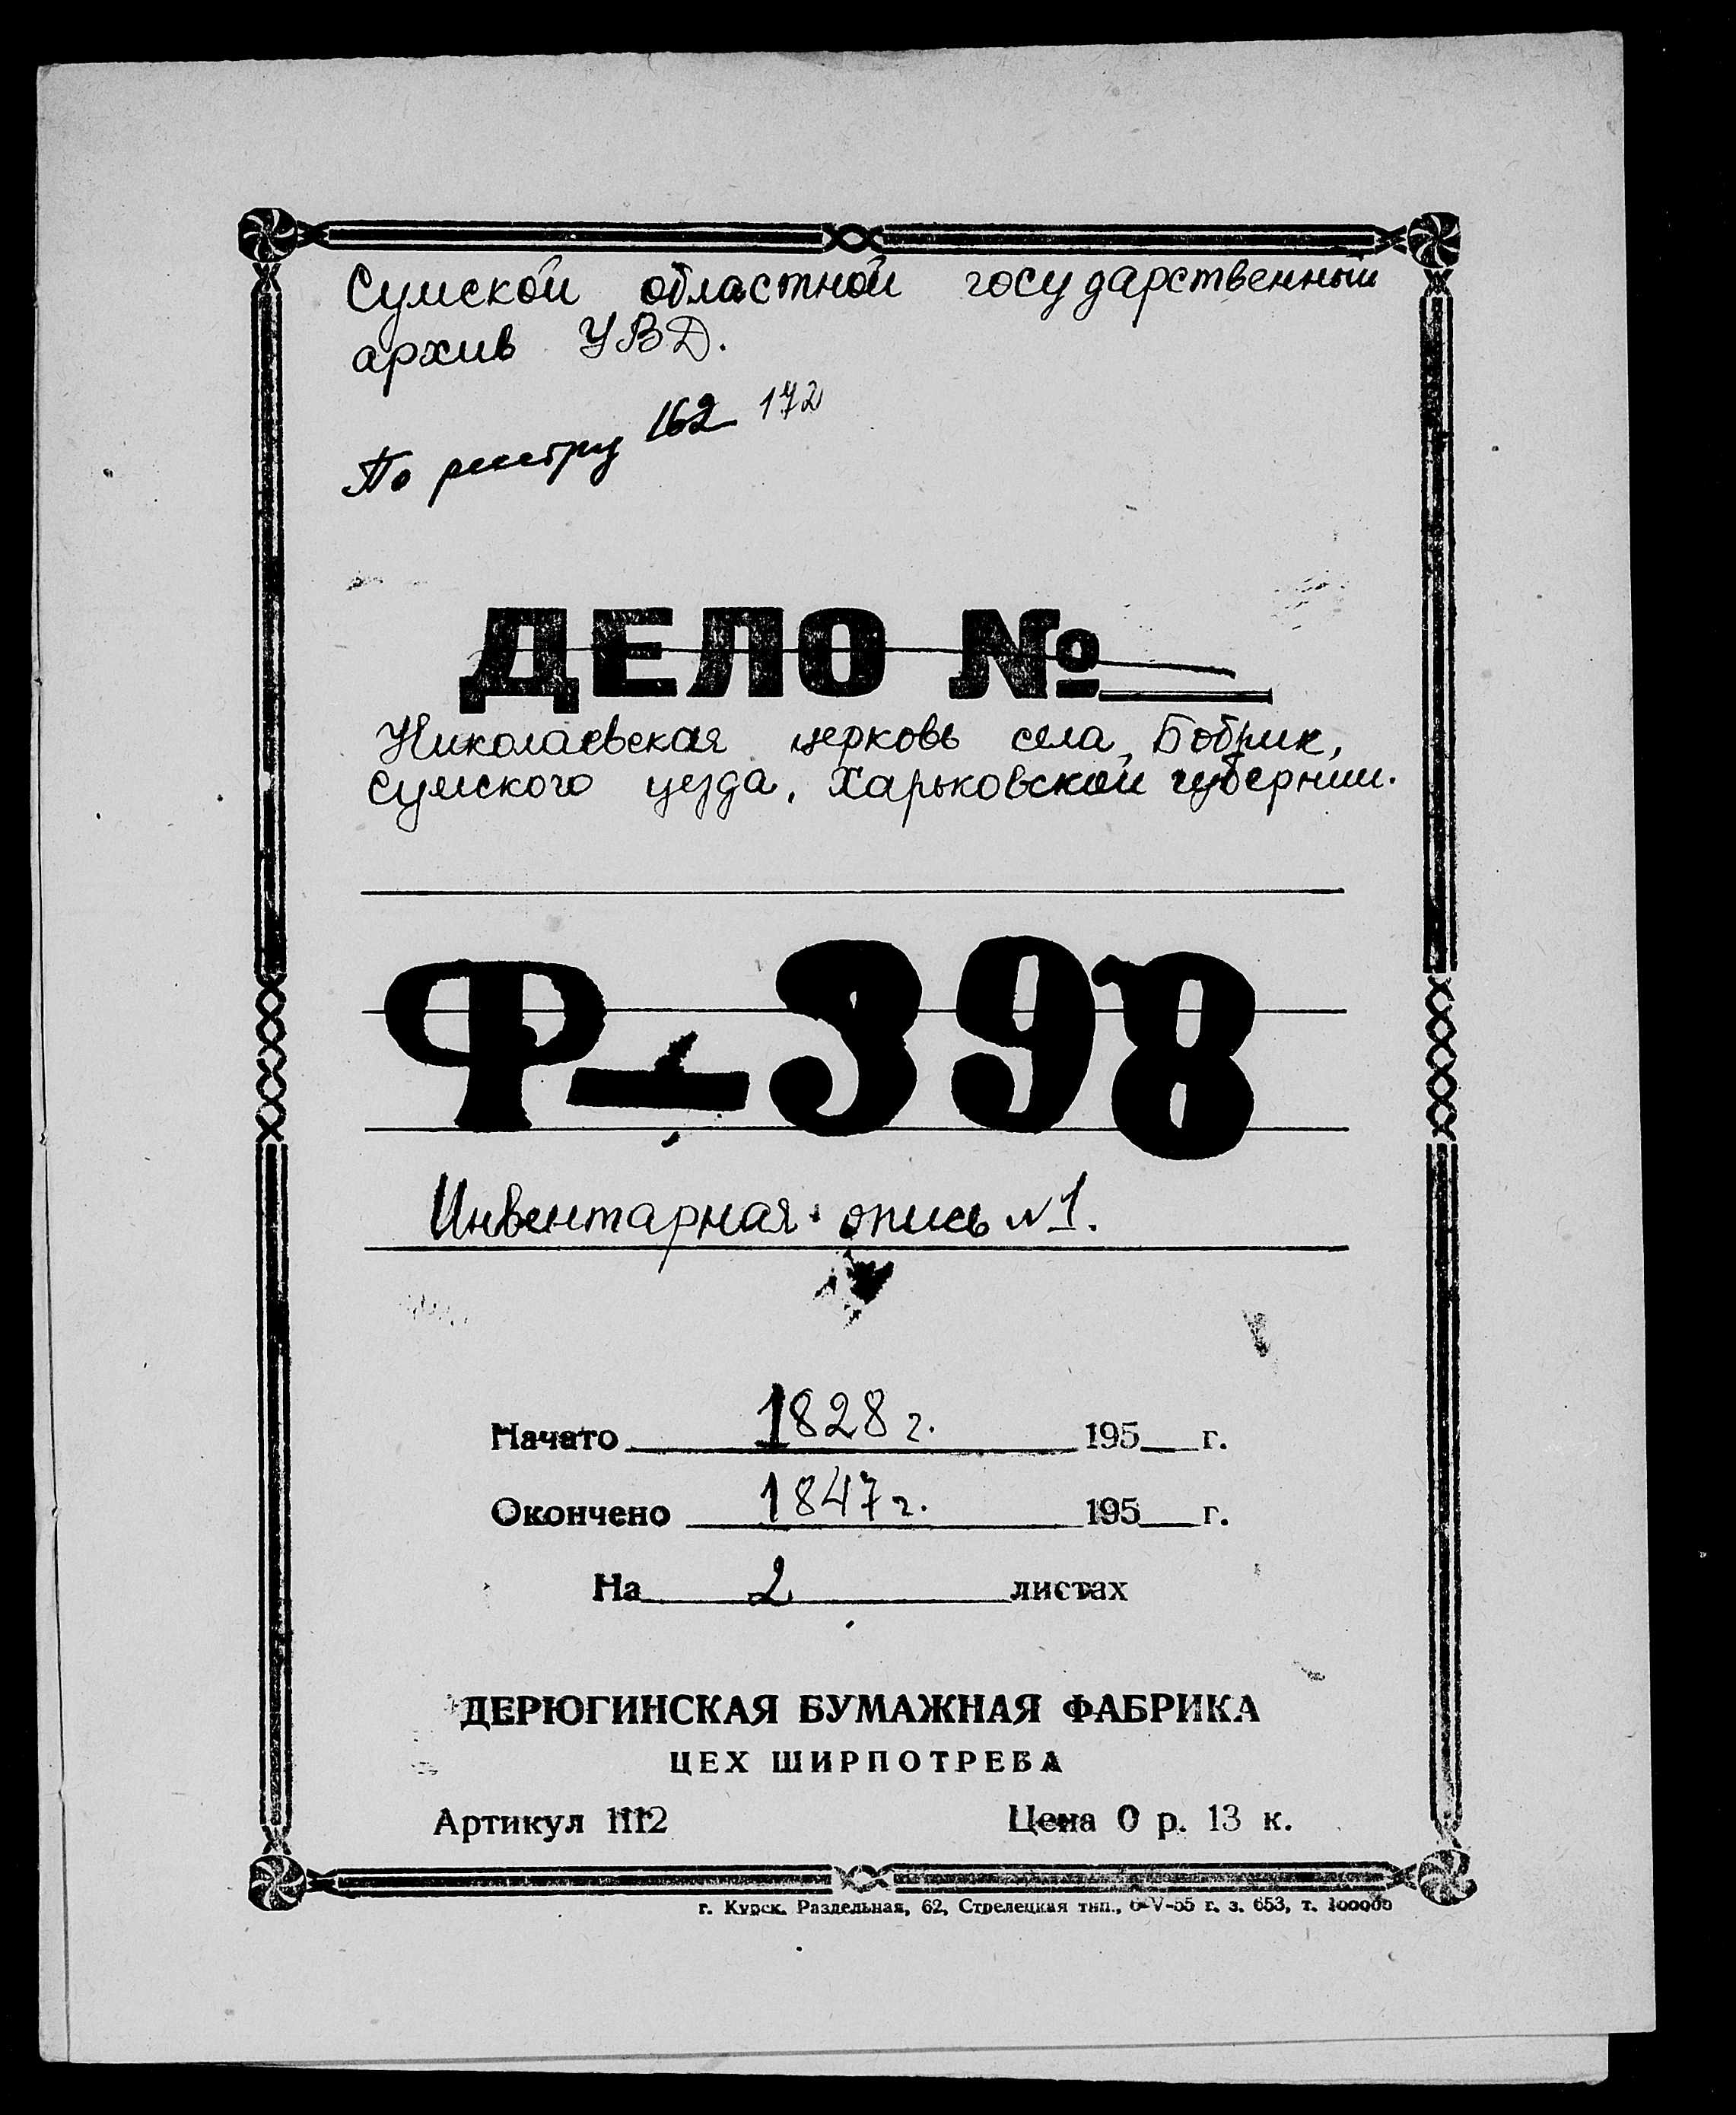 Сумской областной государственный
архив УВД.
По реестру 162 172
ДЕЛО №
Николаевская церковь села Бобрик,
Сумского уезда, Харьковской губернии.
Ф-398
Инвентарная опись №1.
Начато 1828 г. 195 г.
Окончено 1847 г. 195 г.
На 2 листах
ДЕРЮГИНСКАЯ БУМАЖНАЯ ФАБРИКА
ЦЕХ ШИРПОТРЕБА
Артикул 1112 Цена 0 р. 13 к.
г. Курск, Раздельная, 62, Стрелецкая тип., 6-V-55 г. з. 653, т.